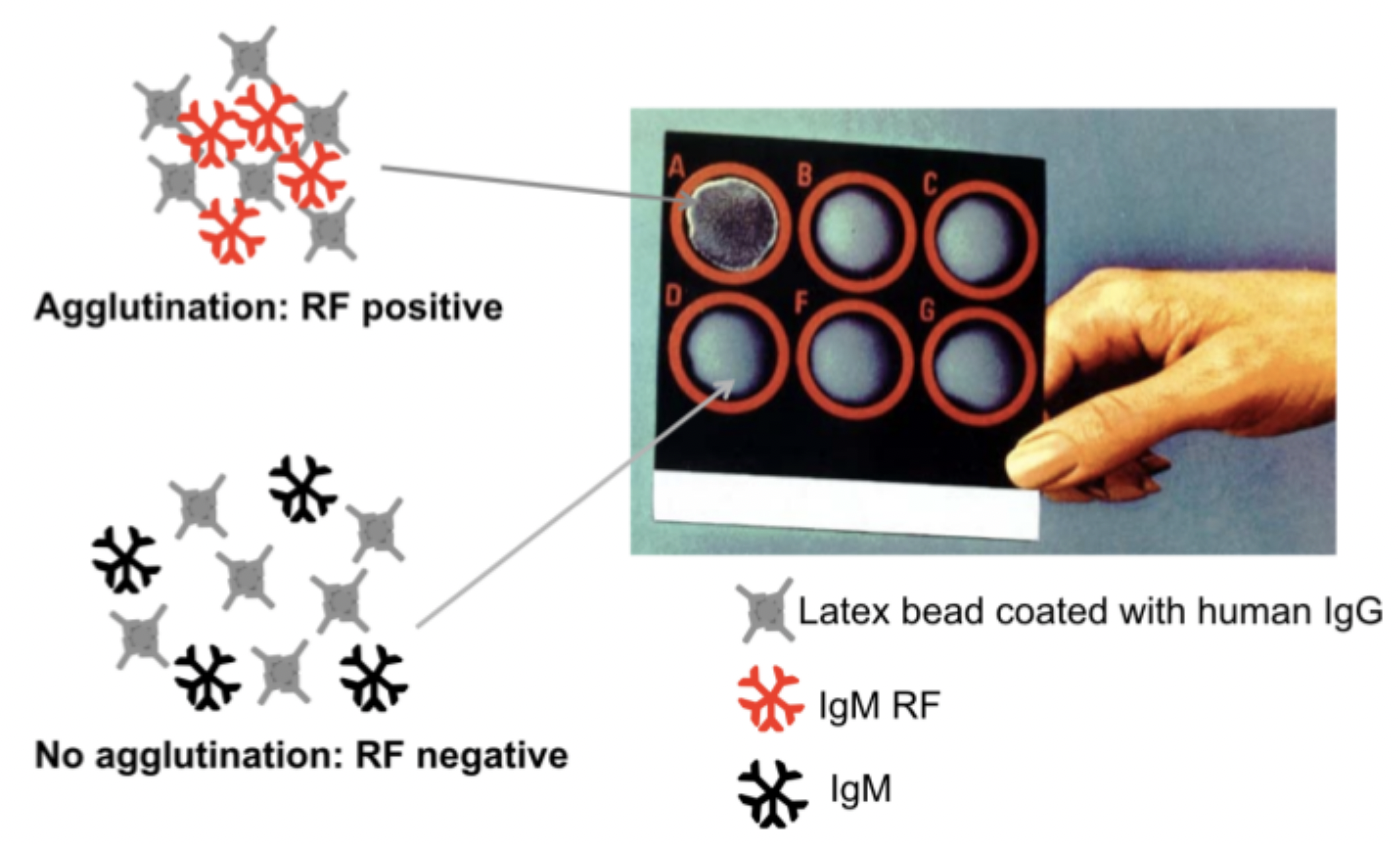 Agglutination: RF positive
A
B
C
D
F
G
No agglutination: RF negative
Latex bead coated with human IgG
IgM RF
IgM